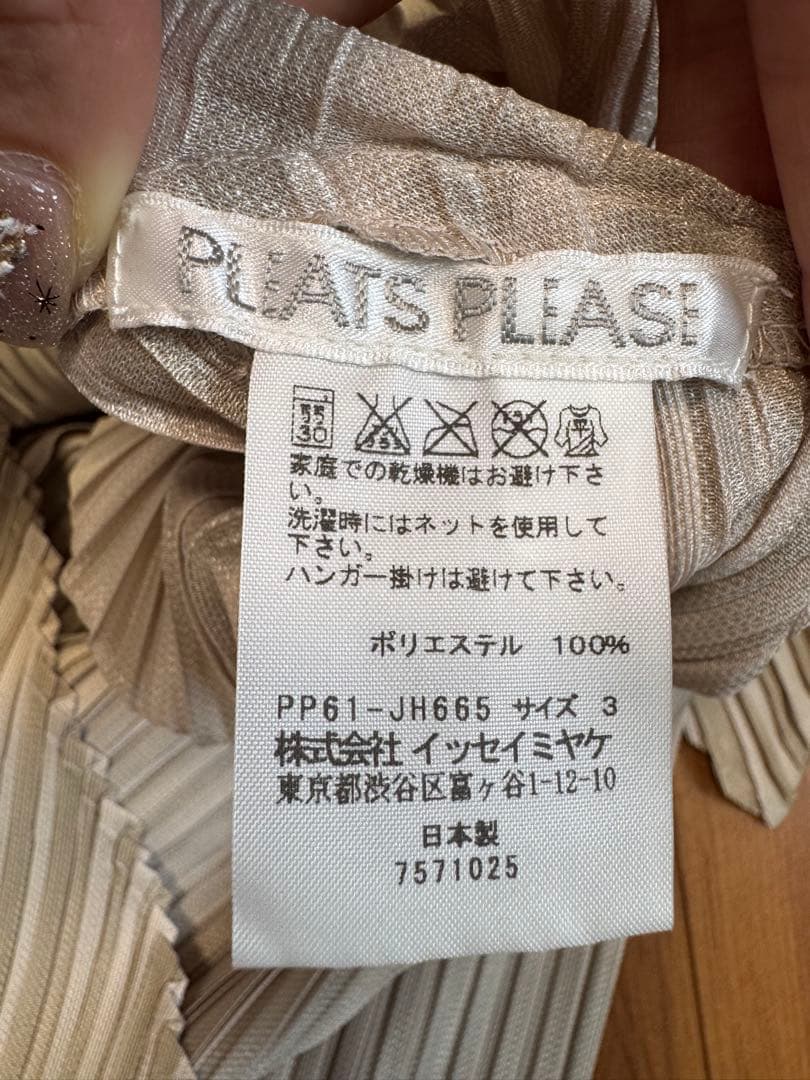 PLEATS PLEASE
30
平
家庭での乾燥機はお避け下さ
い。
洗濯時にはネットを使用して
下さい。
ハンガー掛けは避けて下さい。
ポリエステル 100%
PP61-JH665 サイズ 3
株式会社 イッセイミヤケ
東京都渋谷区富ヶ谷1-12-10
日本製
7571025